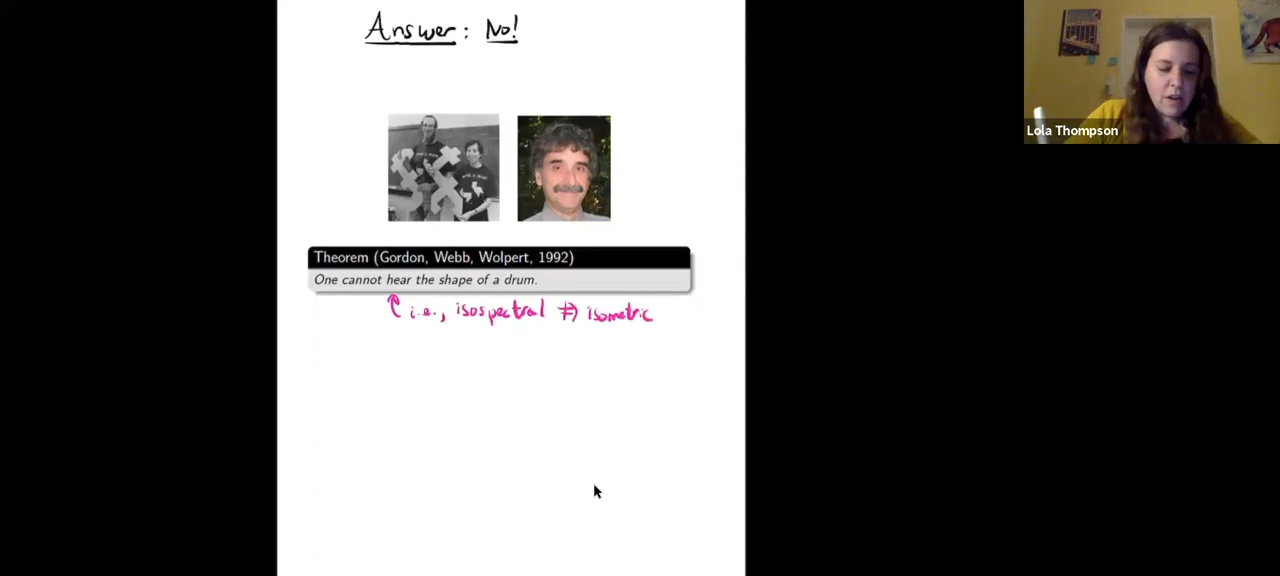 Answer: No!
Lola Thompson
Theorem (Gordon, Webb, Wolpert, 1992)
One cannot hear the shape of a drum.
↑ i.e., isospectral ⇏ isometric